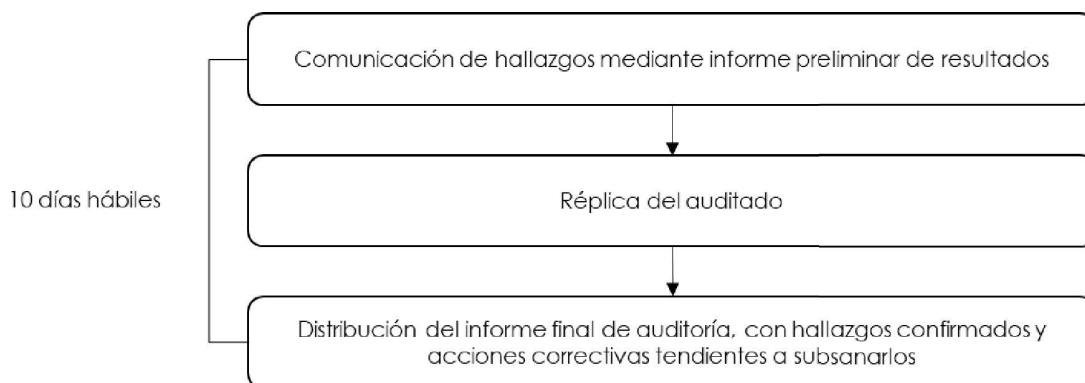 Comunicación de hallazgos mediante informe preliminar de resultados
10 días hábiles
Réplica del auditado
Distribución del informe final de auditoría, con hallazgos confirmados y
acciones correctivas tendientes a subsanarlos